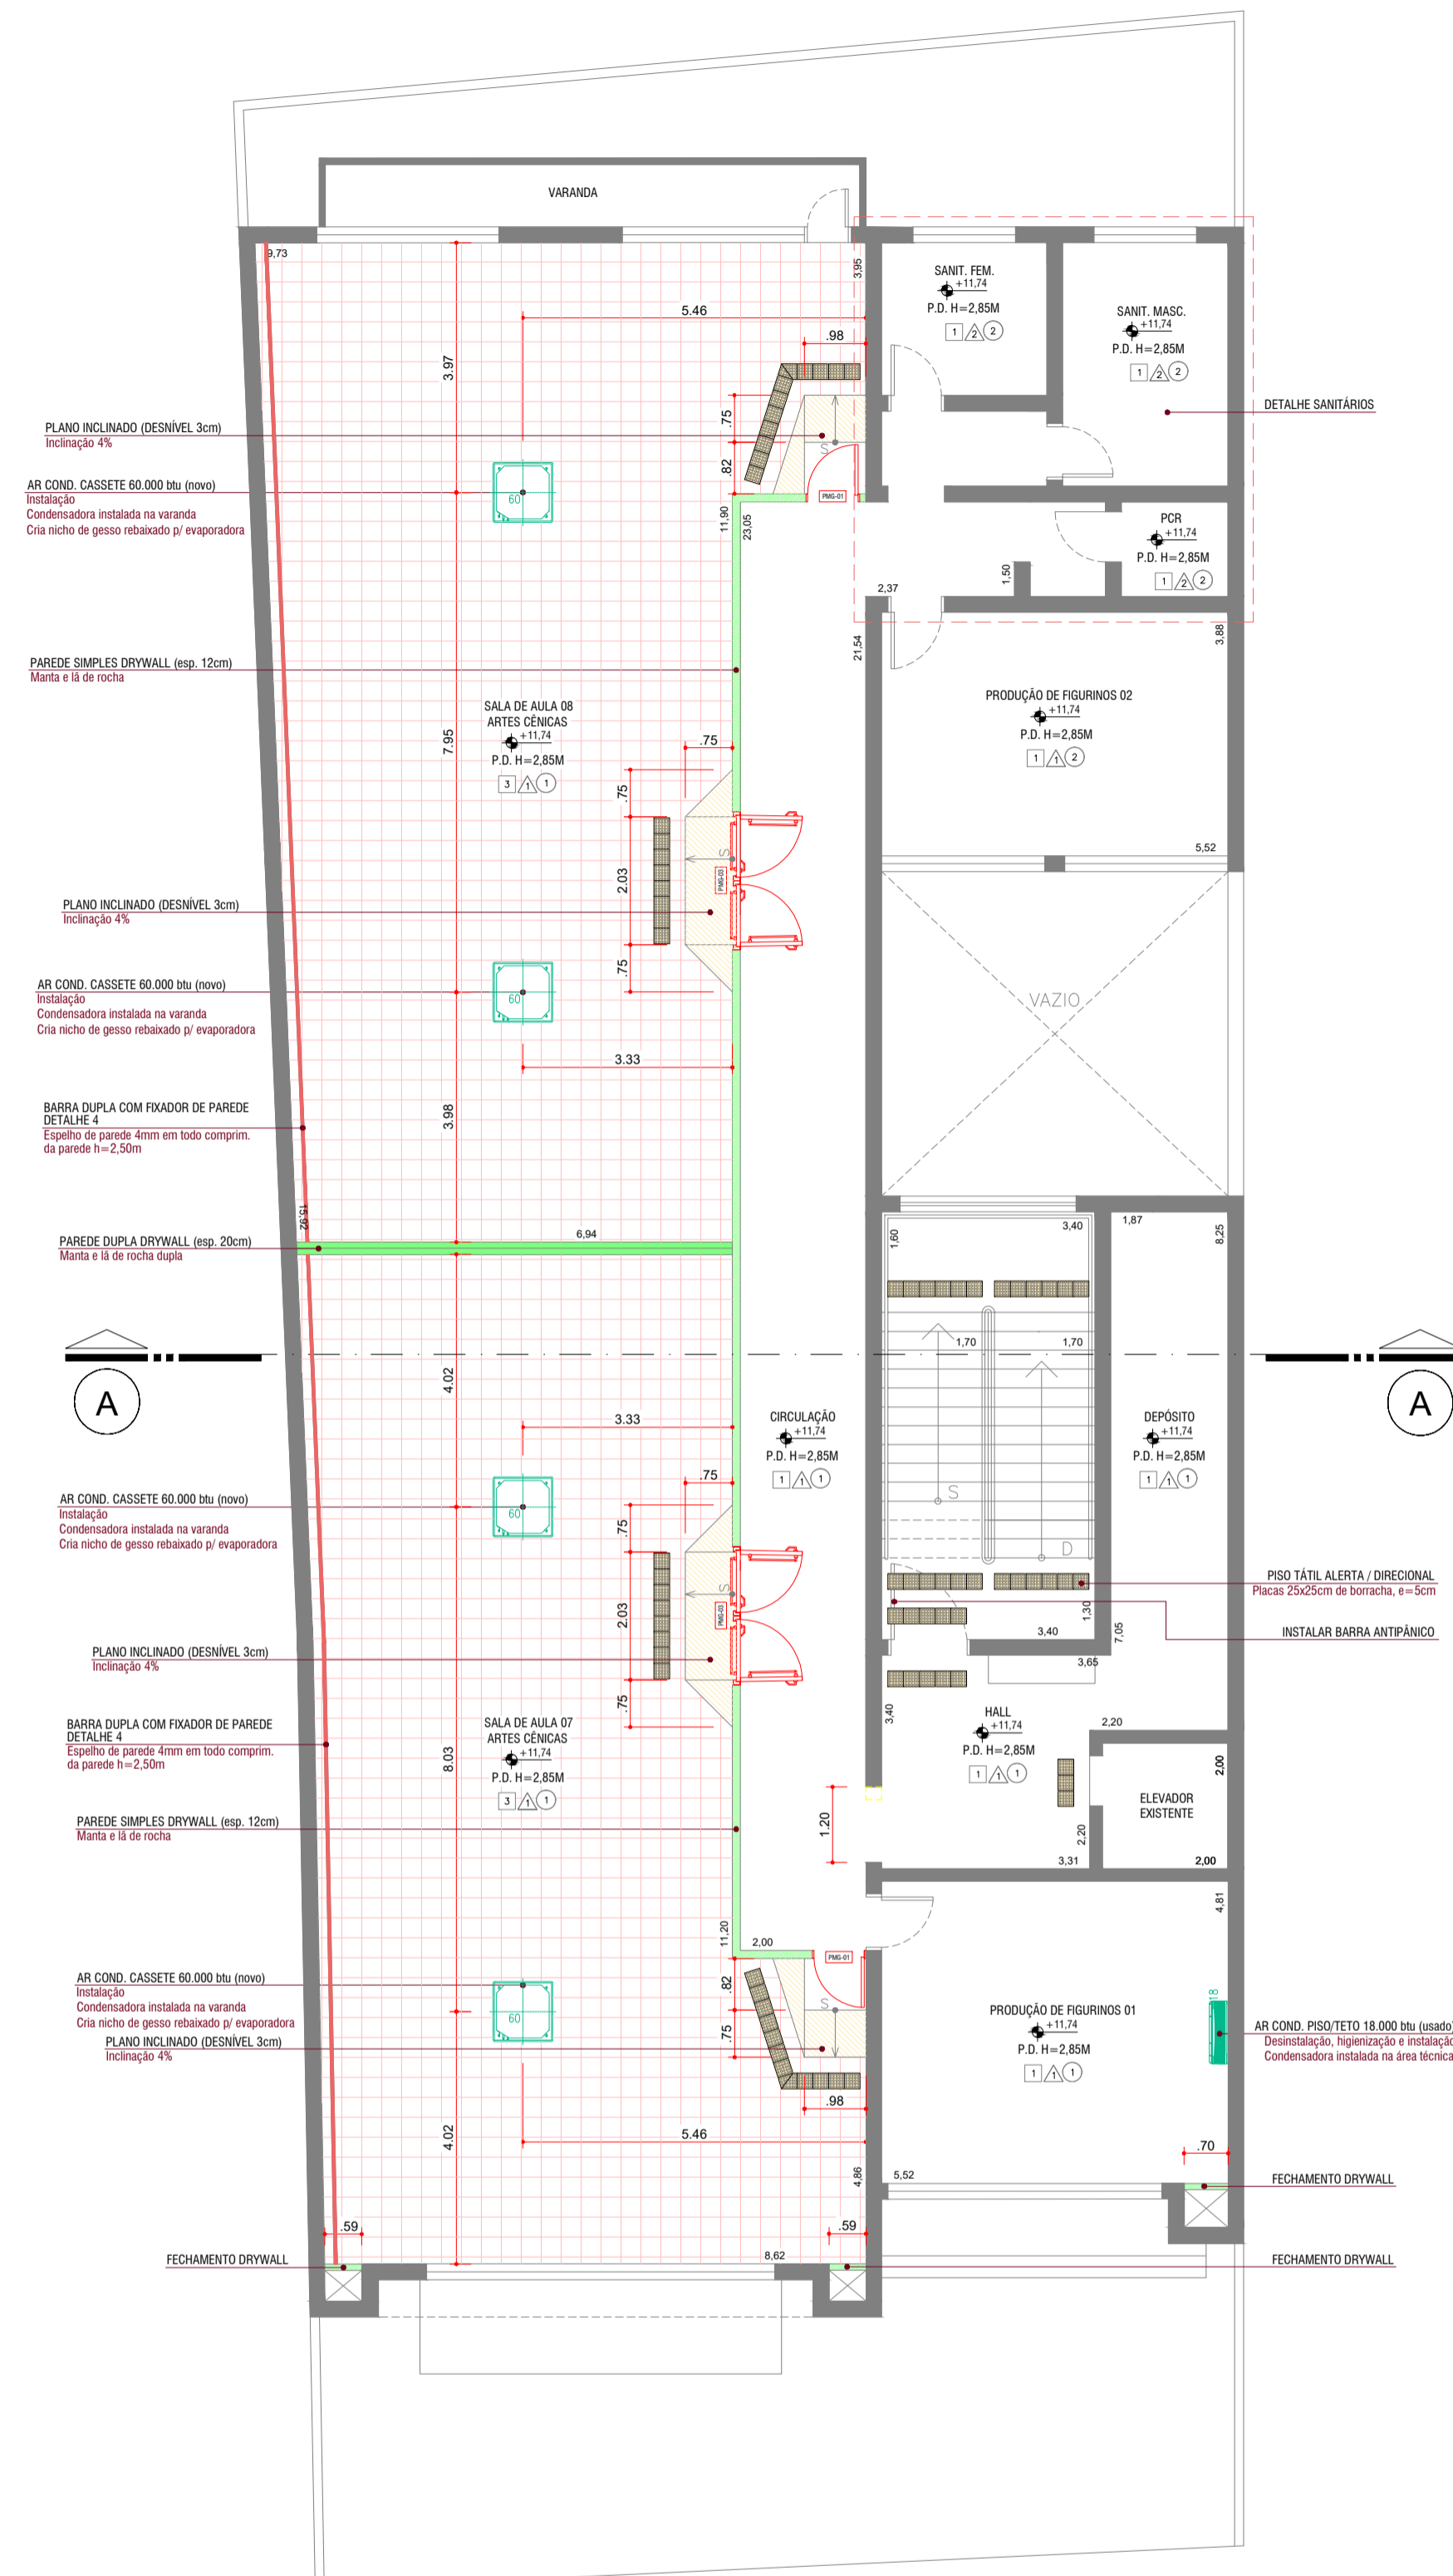 VARANDA
9,73
3,95
SANIT. FEM.
+11,74
P.D. H=2,85M
1 2 2
SANIT. MASC.
+11,74
P.D. H=2,85M
1 2 2
5.46
.98
3.97
.75
.82
S
PMG-01
DETALHE SANITÁRIOS
PLANO INCLINADO (DESNÍVEL 3cm)
Inclinação 4%
AR COND. CASSETE 60.000 btu (novo)
Instalação
Condensadora instalada na varanda
Cria nicho de gesso rebaixado p/ evaporadora
60
11,90
23,05
PCR
+11,74
P.D. H=2,85M
1 2 2
1,50
2,37
21,54
3,88
PAREDE SIMPLES DRYWALL (esp. 12cm)
Manta e lã de rocha
SALA DE AULA 08
ARTES CÊNICAS
+11,74
P.D. H=2,85M
3 1 1
7.95
PRODUÇÃO DE FIGURINOS 02
+11,74
P.D. H=2,85M
1 1 2
5,52
.75
.75
2.03
.75
S
PMG-03
PLANO INCLINADO (DESNÍVEL 3cm)
Inclinação 4%
AR COND. CASSETE 60.000 btu (novo)
Instalação
Condensadora instalada na varanda
Cria nicho de gesso rebaixado p/ evaporadora
60
VAZIO
3.33
3.98
BARRA DUPLA COM FIXADOR DE PAREDE
DETALHE 4
Espelho de parede 4mm em todo comprim.
da parede h=2,50m
15,92
6,94
PAREDE DUPLA DRYWALL (esp. 20cm)
Manta e lã de rocha dupla
1,60
3,40
1,87
8,25
1,70
1,70
A
A
4.02
3.33
CIRCULAÇÃO
+11,74
P.D. H=2,85M
1 1 1
DEPÓSITO
+11,74
P.D. H=2,85M
1 1 1
.75
AR COND. CASSETE 60.000 btu (novo)
Instalação
Condensadora instalada na varanda
Cria nicho de gesso rebaixado p/ evaporadora
60
.75
2.03
.75
S
PMG-03
S
D
PISO TÁTIL ALERTA / DIRECIONAL
Placas 25x25cm de borracha, e=5cm
1,30
7,05
INSTALAR BARRA ANTIPÂNICO
3,40
3,65
PLANO INCLINADO (DESNÍVEL 3cm)
Inclinação 4%
3,40
HALL
+11,74
P.D. H=2,85M
1 1 1
2,20
2,00
ELEVADOR
EXISTENTE
2,20
3,31
2,00
BARRA DUPLA COM FIXADOR DE PAREDE
DETALHE 4
Espelho de parede 4mm em todo comprim.
da parede h=2,50m
SALA DE AULA 07
ARTES CÊNICAS
+11,74
P.D. H=2,85M
3 1 1
8.03
1.20
PAREDE SIMPLES DRYWALL (esp. 12cm)
Manta e lã de rocha
4,81
11,20
2,00
PMG-01
.82
.75
S
AR COND. CASSETE 60.000 btu (novo)
Instalação
Condensadora instalada na varanda
Cria nicho de gesso rebaixado p/ evaporadora
60
PLANO INCLINADO (DESNÍVEL 3cm)
Inclinação 4%
PRODUÇÃO DE FIGURINOS 01
+11,74
P.D. H=2,85M
1 1 1
18
AR COND. PISO/TETO 18.000 btu (usado)
Desinstalação, higienização e instalação
Condensadora instalada na área técnica
.98
5.46
4.02
.70
4,86
5,52
FECHAMENTO DRYWALL
.59
.59
8,62
FECHAMENTO DRYWALL
FECHAMENTO DRYWALL